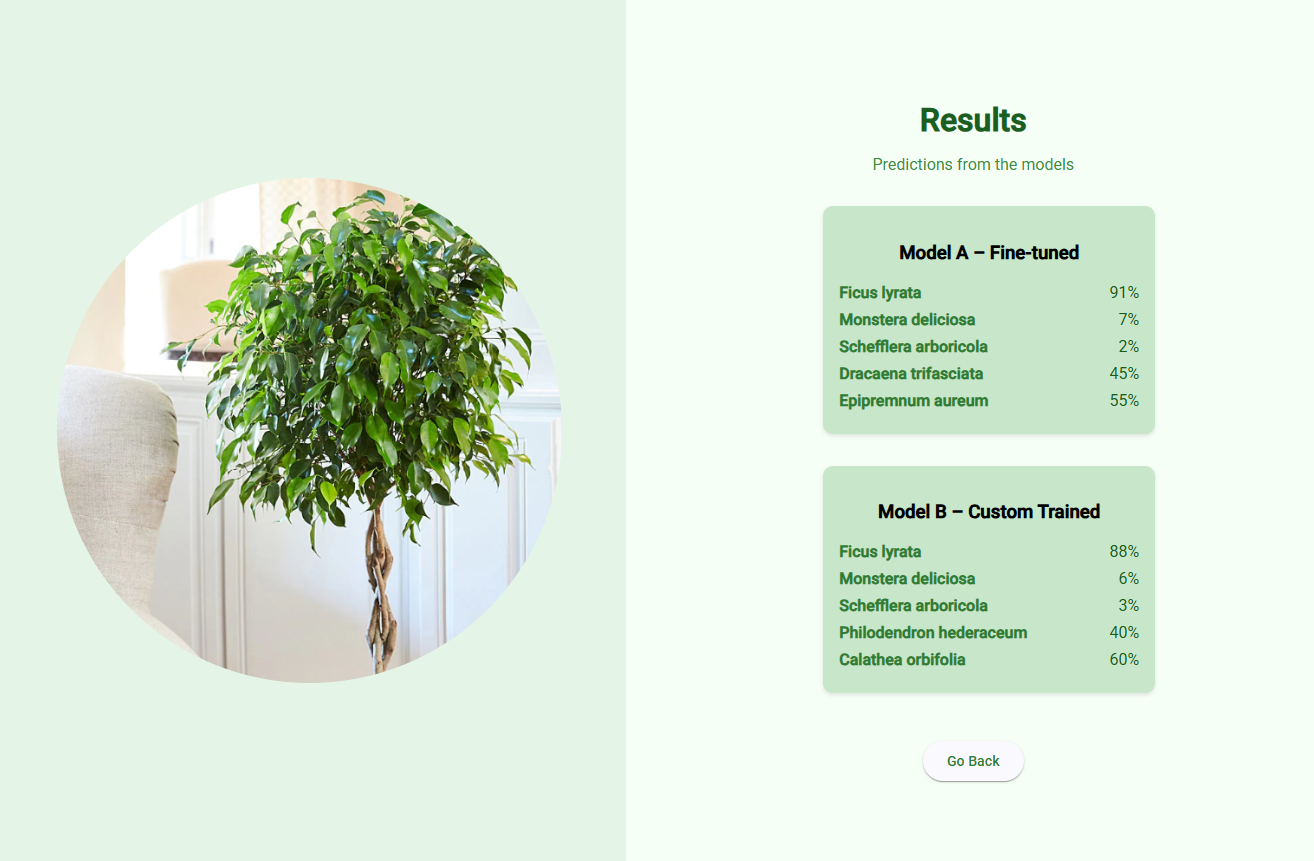 Results
Predictions from the models
Model A – Fine-tuned
Ficus lyrata 91%
Monstera deliciosa 7%
Schefflera arboricola 2%
Dracaena trifasciata 45%
Epipremnum aureum 55%
Model B – Custom Trained
Ficus lyrata 88%
Monstera deliciosa 6%
Schefflera arboricola 3%
Philodendron hederaceum 40%
Calathea orbifolia 60%
Go Back